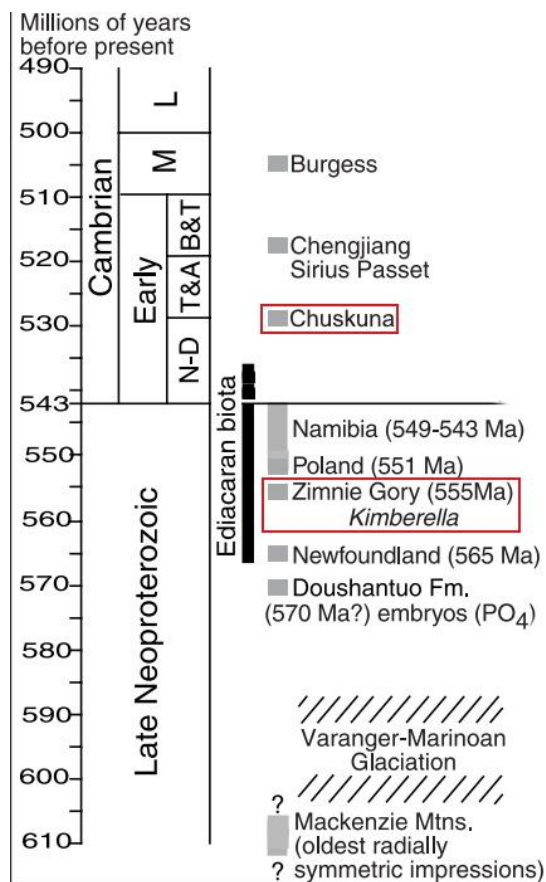 Millions of years
before present
490
500
510
520
530
543
550
560
570
580
590
600
610
Cambrian
Late Neoproterozoic
L
M
Early
B&T
T&A
N-D
Ediacaran biota
Burgess
Chengjiang
Sirius Passet
Chuskuna
Namibia (549-543 Ma)
Poland (551 Ma)
Zimnie Gory (555Ma)
Kimberella
Newfoundland (565 Ma)
Doushantuo Fm.
(570 Ma?) embryos (PO4)
Varanger-Marinoan
Glaciation
?
Mackenzie Mtns.
(oldest radially
? symmetric impressions)